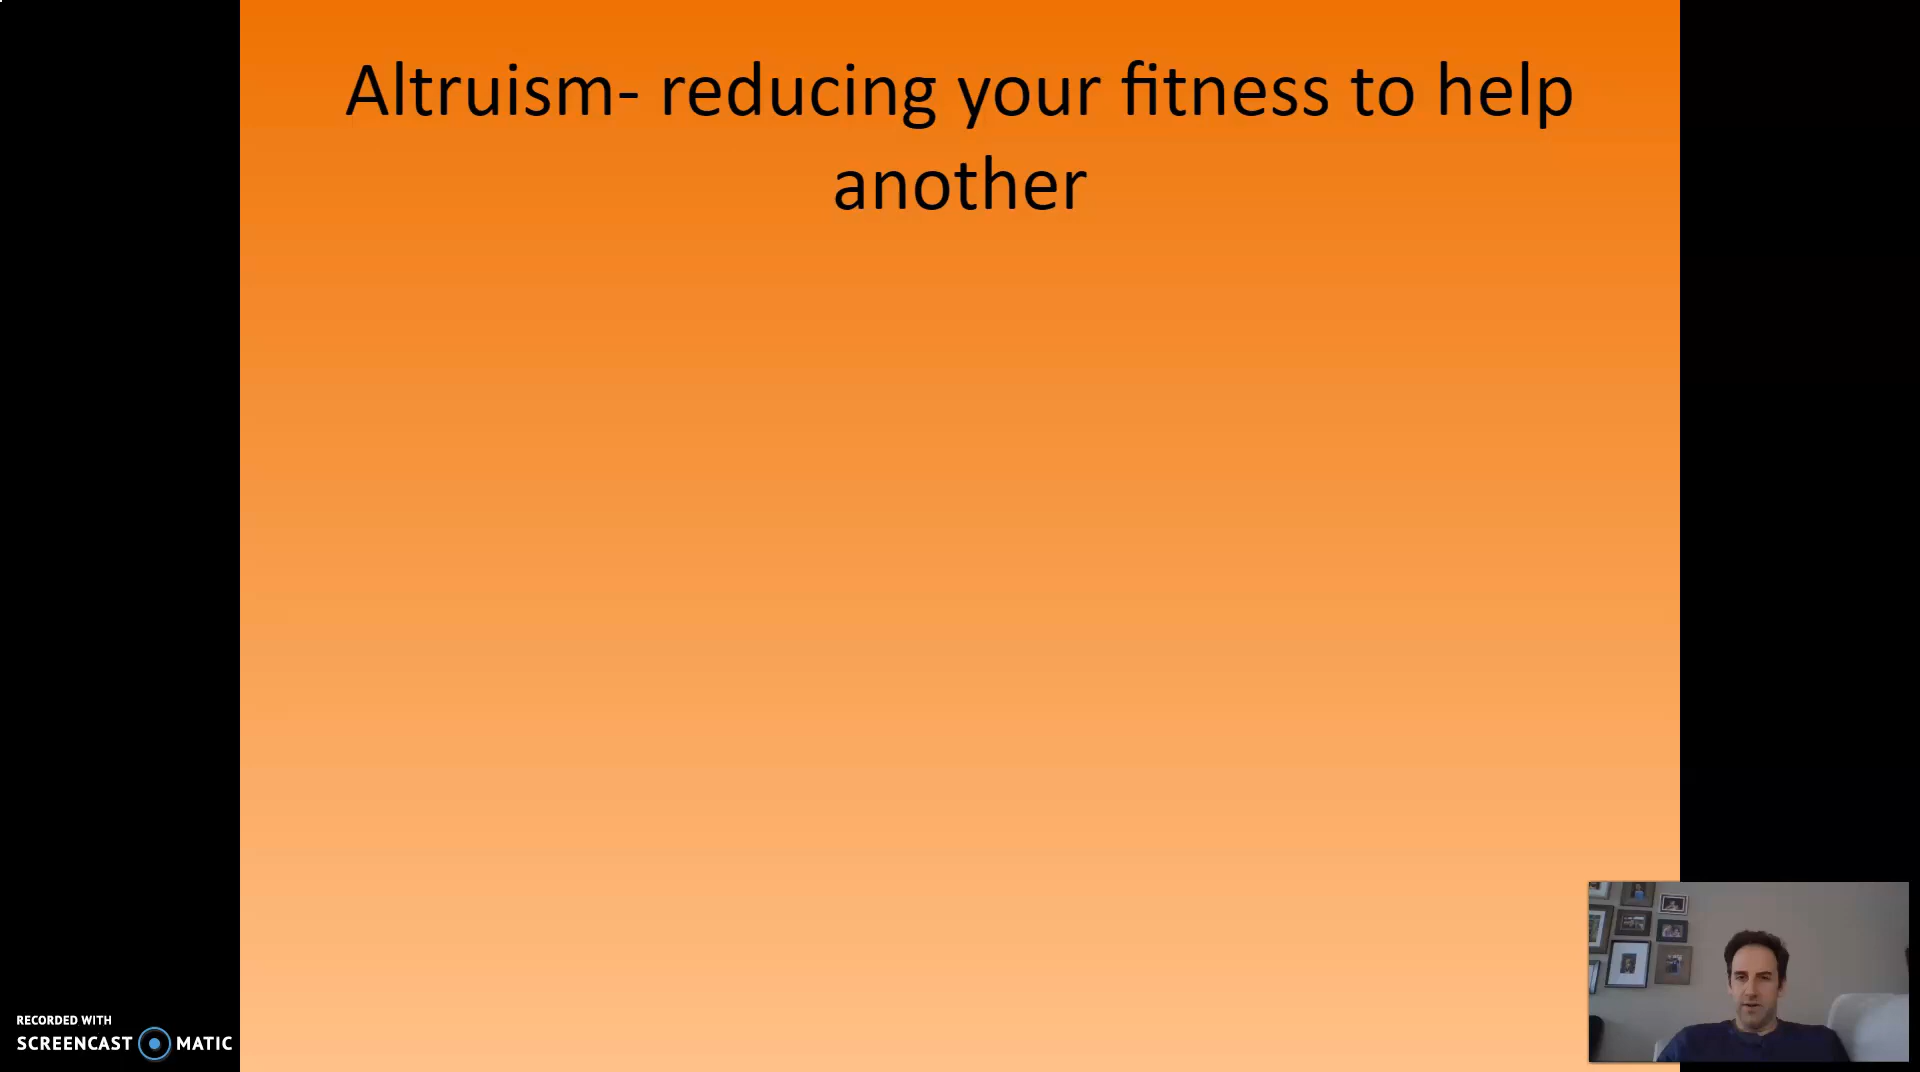 Altruism- reducing your fitness to help
another
RECORDED WITH
SCREENCAST MATIC